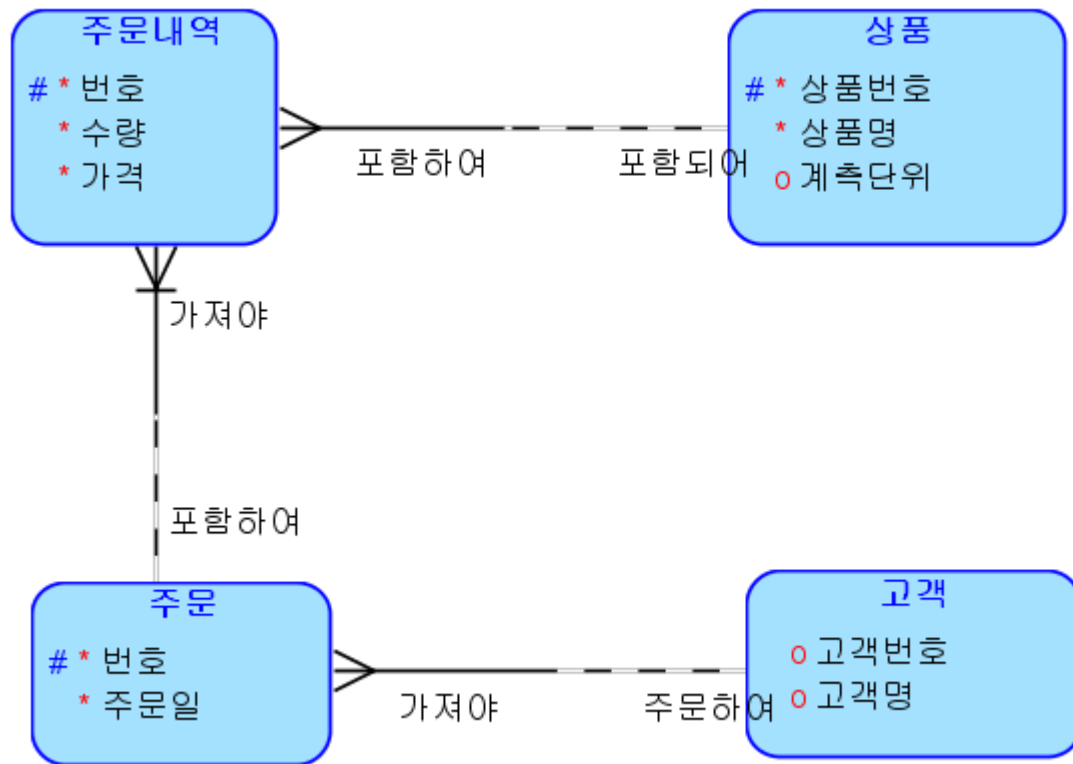 주문내역
# * 번호
* 수량
* 가격
상품
# * 상품번호
* 상품명
o 계측단위
포함하여
포함되어
가져야
포함하여
주문
# * 번호
* 주문일
고객
o 고객번호
o 고객명
가져야
주문하여